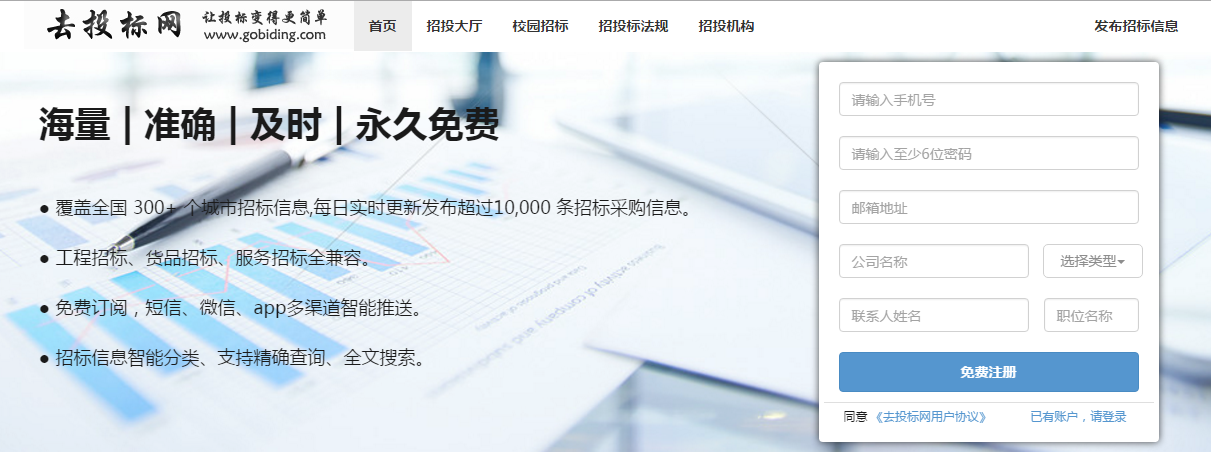 去投标网 让投标变得更简单
www.gobiding.com
首页 招投大厅 校园招标 招投标法规 招投机构 发布招标信息
海量 | 准确 | 及时 | 永久免费
● 覆盖全国 300+ 个城市招标信息,每日实时更新发布超过10,000 条招标采购信息。
● 工程招标、货品招标、服务招标全兼容。
● 免费订阅，短信、微信、app多渠道智能推送。
● 招标信息智能分类、支持精确查询、全文搜索。
请输入手机号
请输入至少6位密码
邮箱地址
公司名称 选择类型
联系人姓名 职位名称
免费注册
同意 《去投标网用户协议》 已有账户，请登录